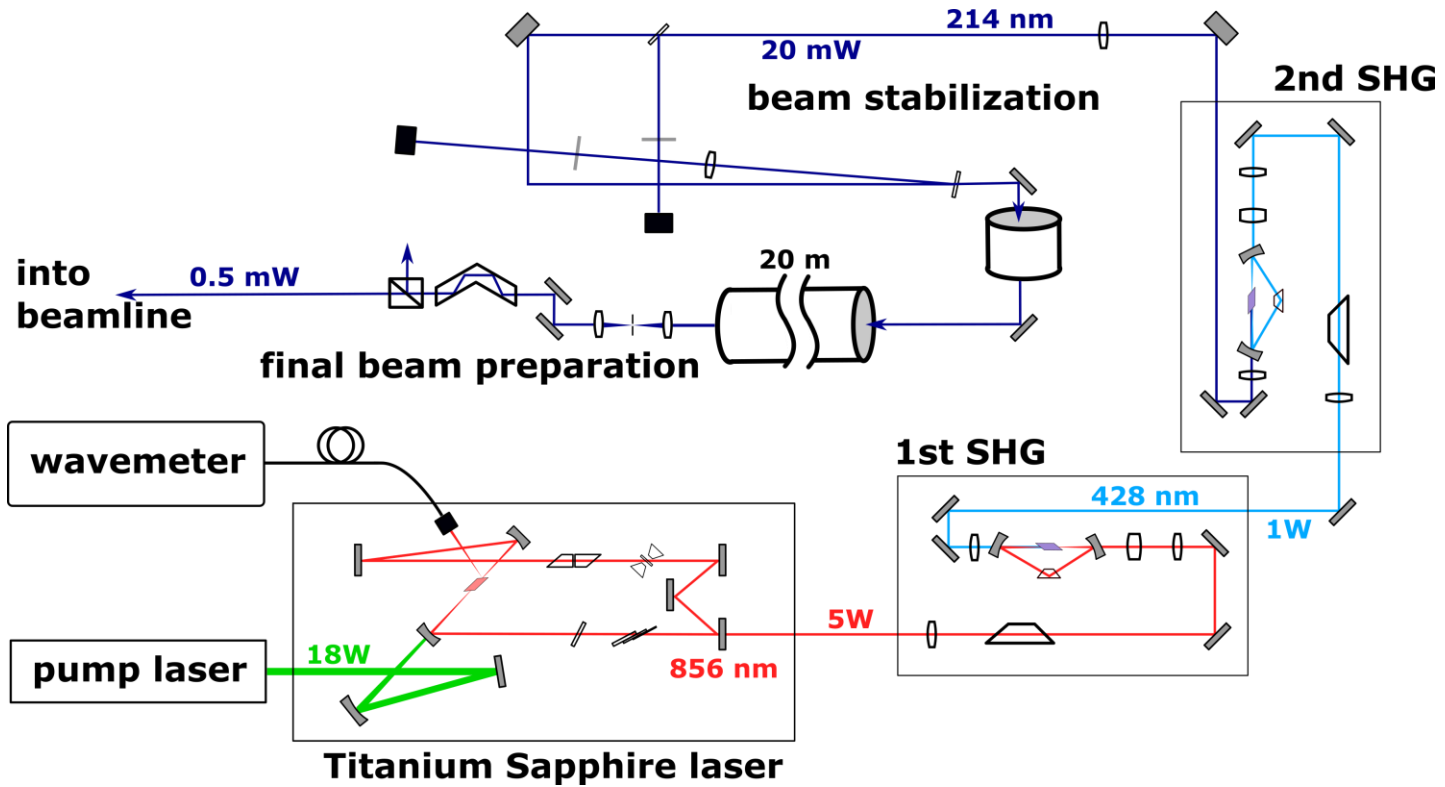 214 nm
20 mW
beam stabilization
2nd SHG
20 m
into
beamline
0.5 mW
final beam preparation
wavemeter
1st SHG
428 nm
1W
5W
pump laser
18W
856 nm
Titanium Sapphire laser